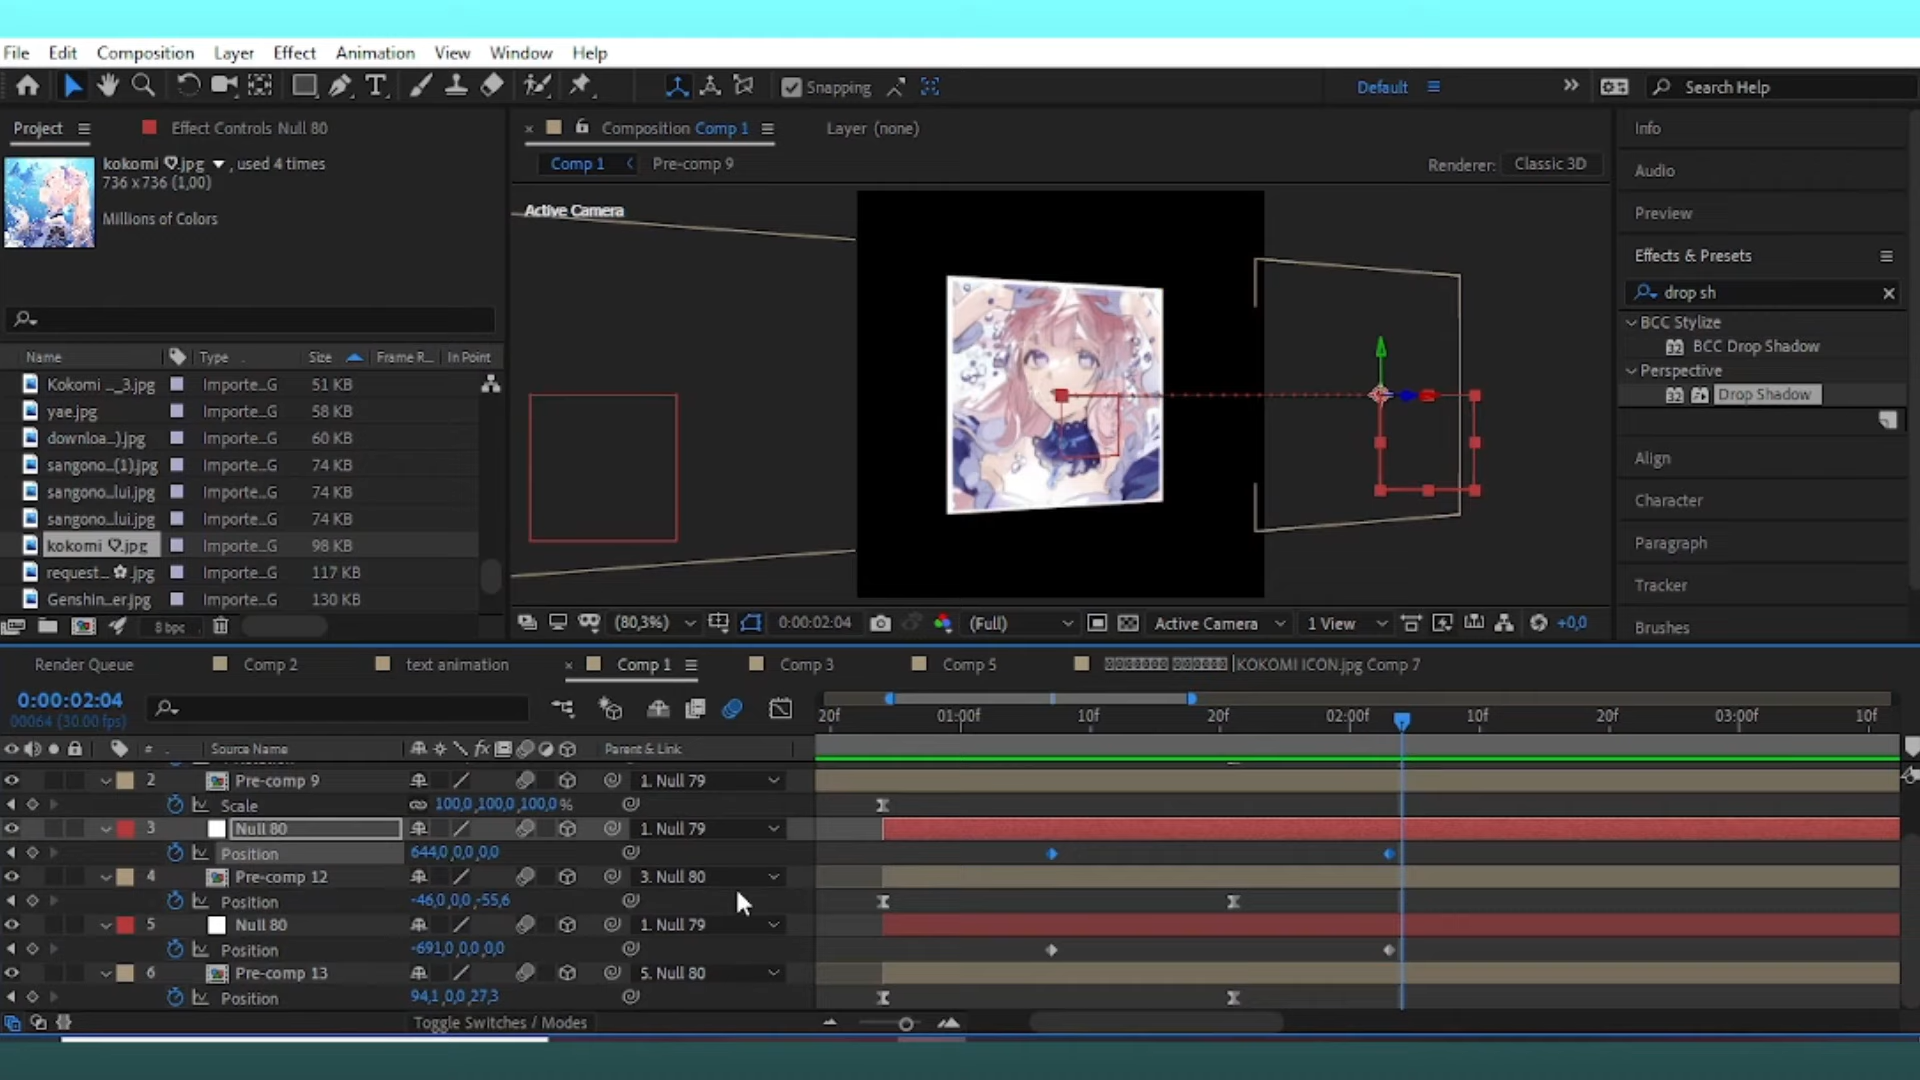 File Edit Composition Layer Effect Animation View Window Help
Snapping Default Search Help
Project Effect Controls Null 80
kokomi ♡.jpg , used 4 times
736 x 736 (1,00)
Millions of Colors
Name Type Size Frame R... In Point
Kokomi ..._3.jpg Importe...G 51 KB
yae.jpg Importe...G 58 KB
downloa...).jpg Importe...G 60 KB
sangono...(1).jpg Importe...G 74 KB
sangono...lui.jpg Importe...G 74 KB
sangono...lui.jpg Importe...G 74 KB
kokomi ♡.jpg Importe...G 98 KB
request... ✿.jpg Importe...G 117 KB
Genshin...er.jpg Importe...G 130 KB
8 bpc
Composition Comp 1 Layer (none)
Comp 1 Pre-comp 9 Renderer: Classic 3D
Active Camera
(80,3%) 0:00:02:04 (Full) Active Camera 1 View +0,0
Info
Audio
Preview
Effects & Presets
drop sh
BCC Stylize
32 BCC Drop Shadow
Perspective
32 Drop Shadow
Align
Character
Paragraph
Tracker
Brushes
Render Queue Comp 2 text animation Comp 1 Comp 3 Comp 5 |KOKOMI ICON.jpg Comp 7
0:00:02:04
00064 (30.00 fps)
20f 01:00f 10f 20f 02:00f 10f 20f 03:00f 10f
# Source Name fx Parent & Link
2 Pre-comp 9 1. Null 79
Scale 100,0,100,0,100,0%
3 Null 80 1. Null 79
Position 644,0,0,0,0,0
4 Pre-comp 12 3. Null 80
Position -46,0,0,0,-55,6
5 Null 80 1. Null 79
Position -691,0,0,0,0,0
6 Pre-comp 13 5. Null 80
Position 94,1,0,0,27,3
Toggle Switches / Modes